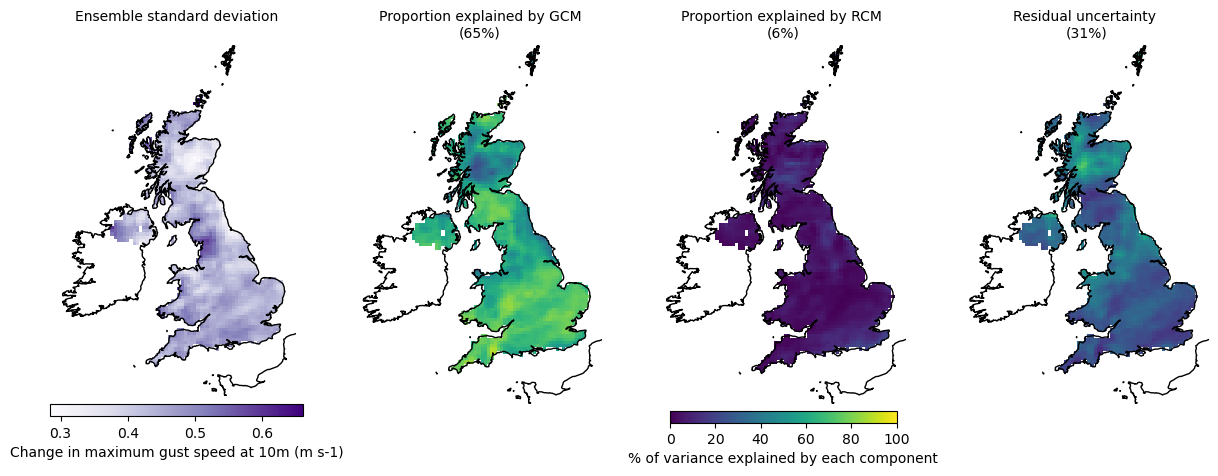 Ensemble standard deviation
Proportion explained by GCM
(65%)
Proportion explained by RCM
(6%)
Residual uncertainty
(31%)
0.3 0.4 0.5 0.6
Change in maximum gust speed at 10m (m s-1)
0 20 40 60 80 100
% of variance explained by each component